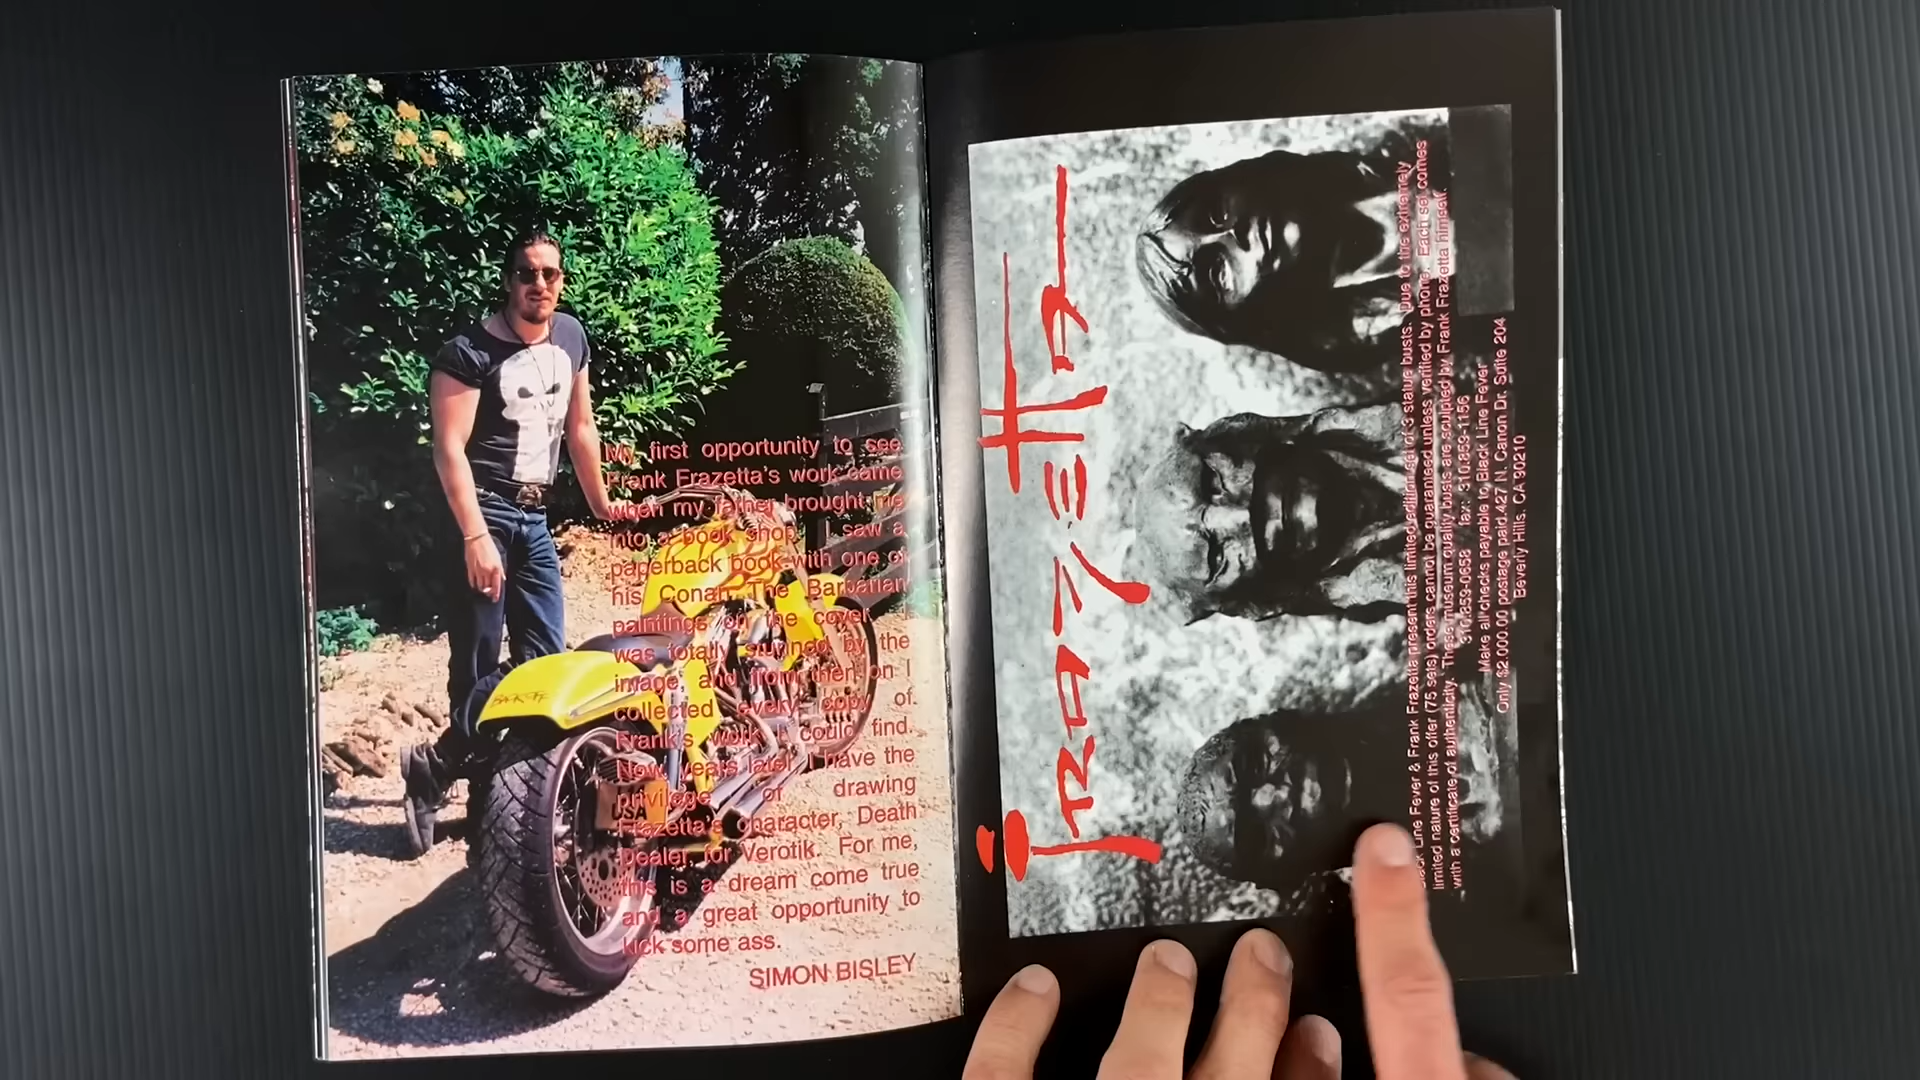 My first opportunity to see
Frank Frazetta's work came
when my father brought me
into a book shop. I saw a
paperback book with one of
his Conan The Barbarian
paintings on the cover. I
was totally stunned by the
image, and from then on I
collected every copy of
Frank's work I could find.
Now, years later, I have the
privilege of drawing
Frazetta's character, Death
Dealer, for Verotik. For me,
this is a dream come true
and a great opportunity to
kick some ass.
SIMON BISLEY
USA
Frazetta
Black Line Fever & Frank Frazetta present this limited edition set of 3 statue busts. Due to the extremely
limited nature of this offer (75 sets) orders cannot be guaranteed unless verified by phone. Each set comes
with a certificate of authenticity. These museum quality busts are sculpted by Frank Frazetta himself.
310.859-0658 fax: 310.859-1156
Make all checks payable to Black Line Fever
Only $2,000.00 postage paid. 427 N. Canon Dr. Suite 204
Beverly Hills, CA 90210